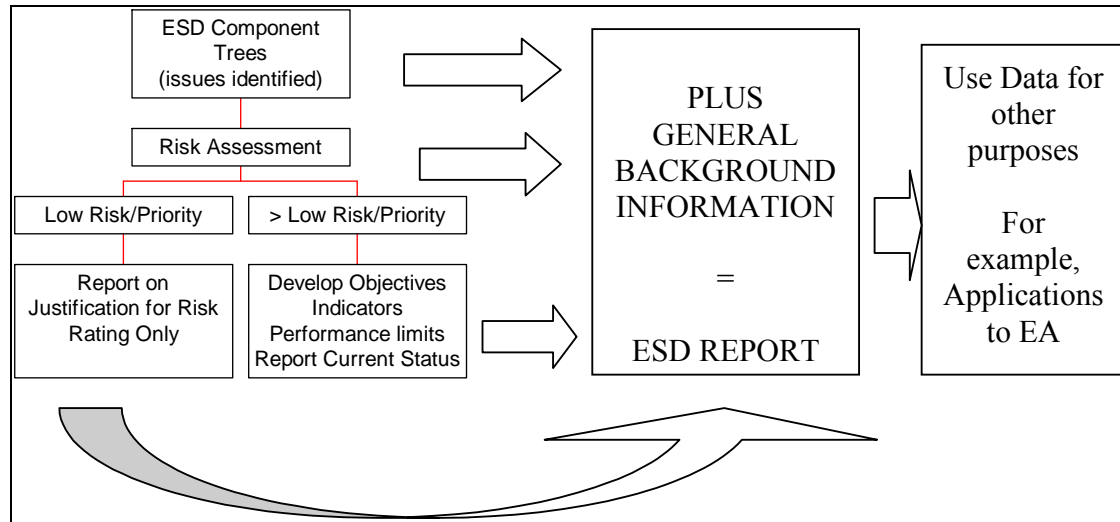 ESD Component
Trees
(issues identified)
Risk Assessment
Low Risk/Priority
> Low Risk/Priority
Report on
Justification for Risk
Rating Only
Develop Objectives
Indicators
Performance limits
Report Current Status
PLUS
GENERAL
BACKGROUND
INFORMATION
=
ESD REPORT
Use Data for
other
purposes
For
example,
Applications
to EA